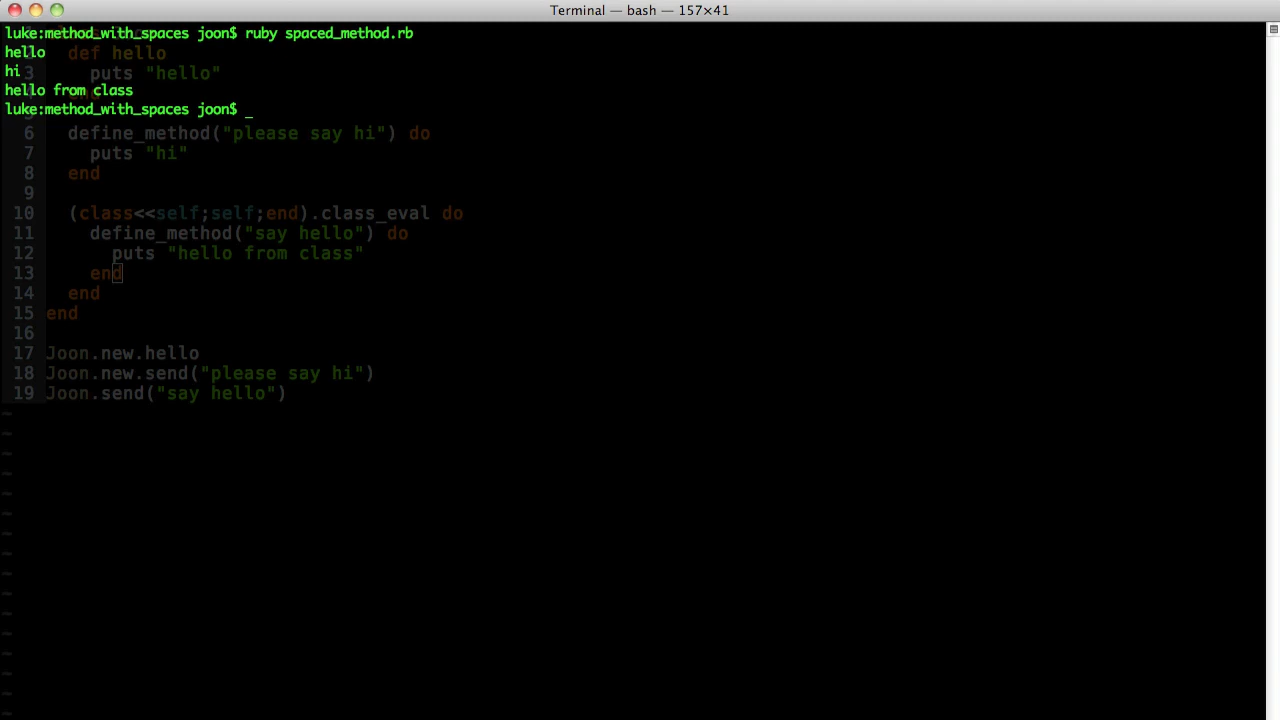 Terminal — bash — 157×41
luke:method_with_spaces joon$ ruby spaced_method.rb
hello
hi
hello from class
luke:method_with_spaces joon$ _
def hello
3 puts "hello"
6 define_method("please say hi") do
7 puts "hi"
8 end
9
10 (class<<self;self;end).class_eval do
11 define_method("say hello") do
12 puts "hello from class"
13 end
14 end
15 end
16
17 Joon.new.hello
18 Joon.new.send("please say hi")
19 Joon.send("say hello")